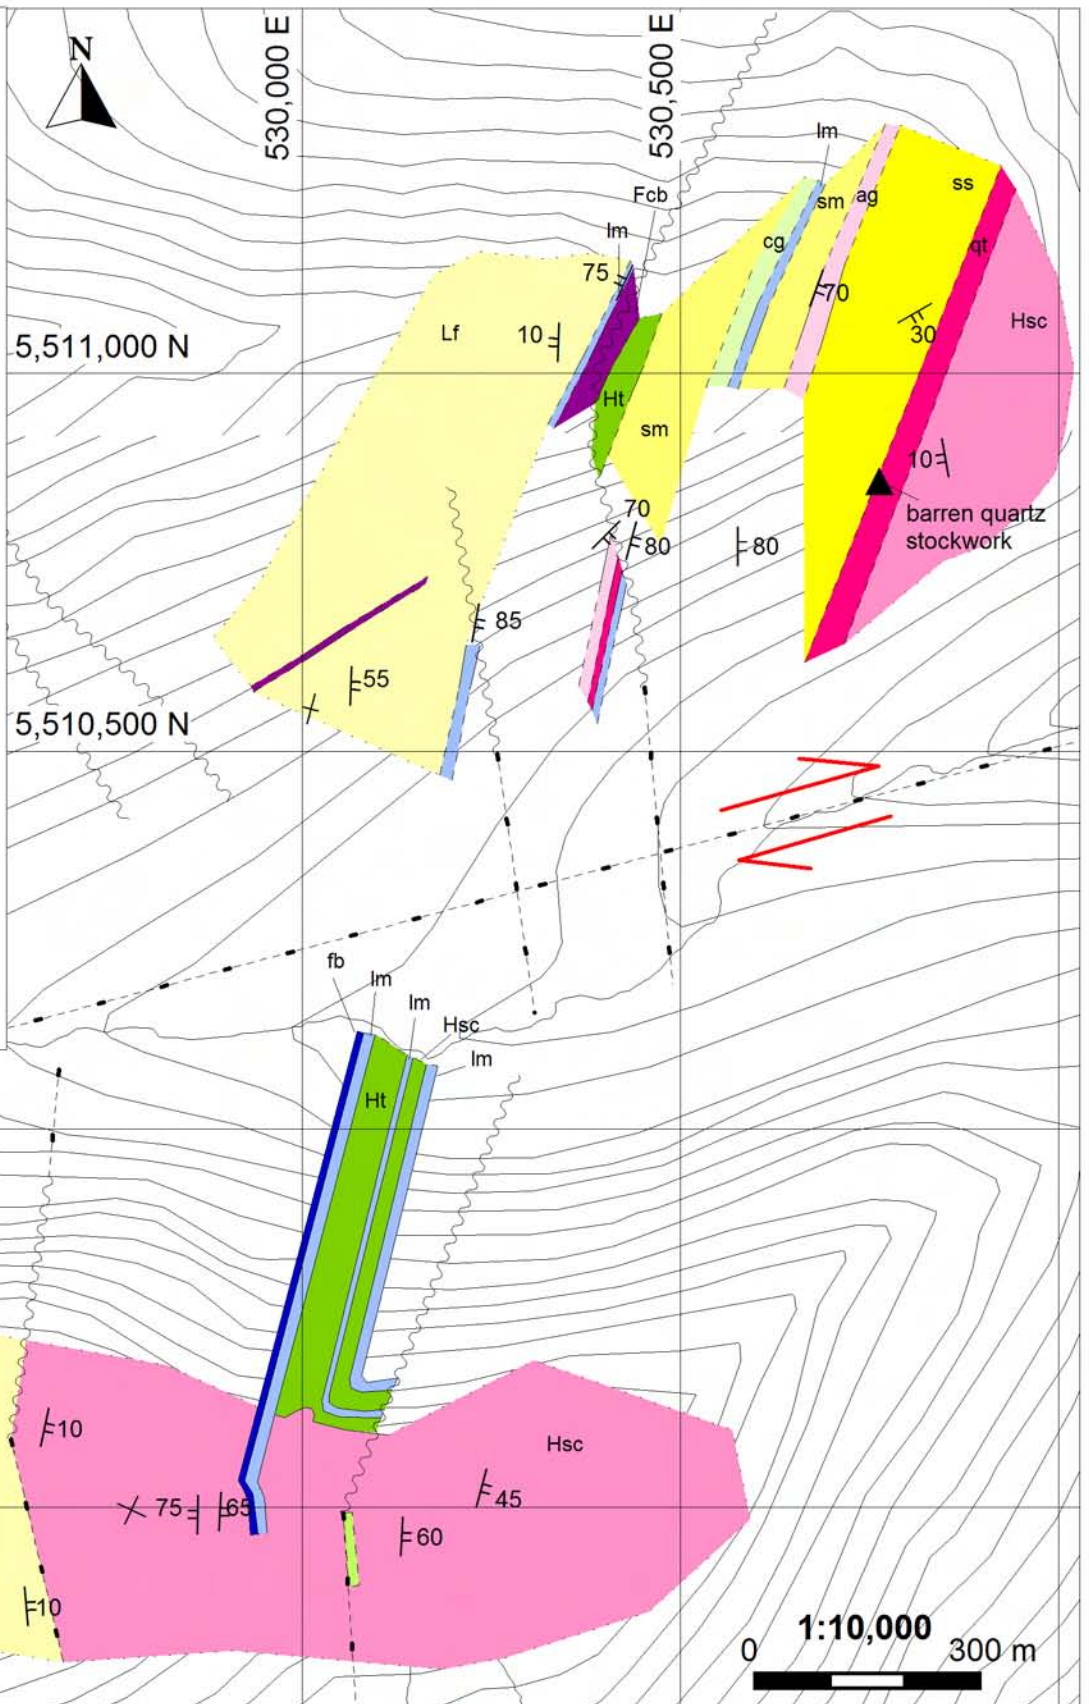 N
530,000 E
530,500 E
lm
Fcb
sm
ag
ss
lm
cg
qt
75
70
Lf
10
30
Hsc
5,511,000 N
Ht
sm
10
70
barren quartz
stockwork
80
80
85
55
5,510,500 N
fb
lm
lm
Hsc
lm
Ht
10
Hsc
75
65
45
60
10
1:10,000
0
300 m